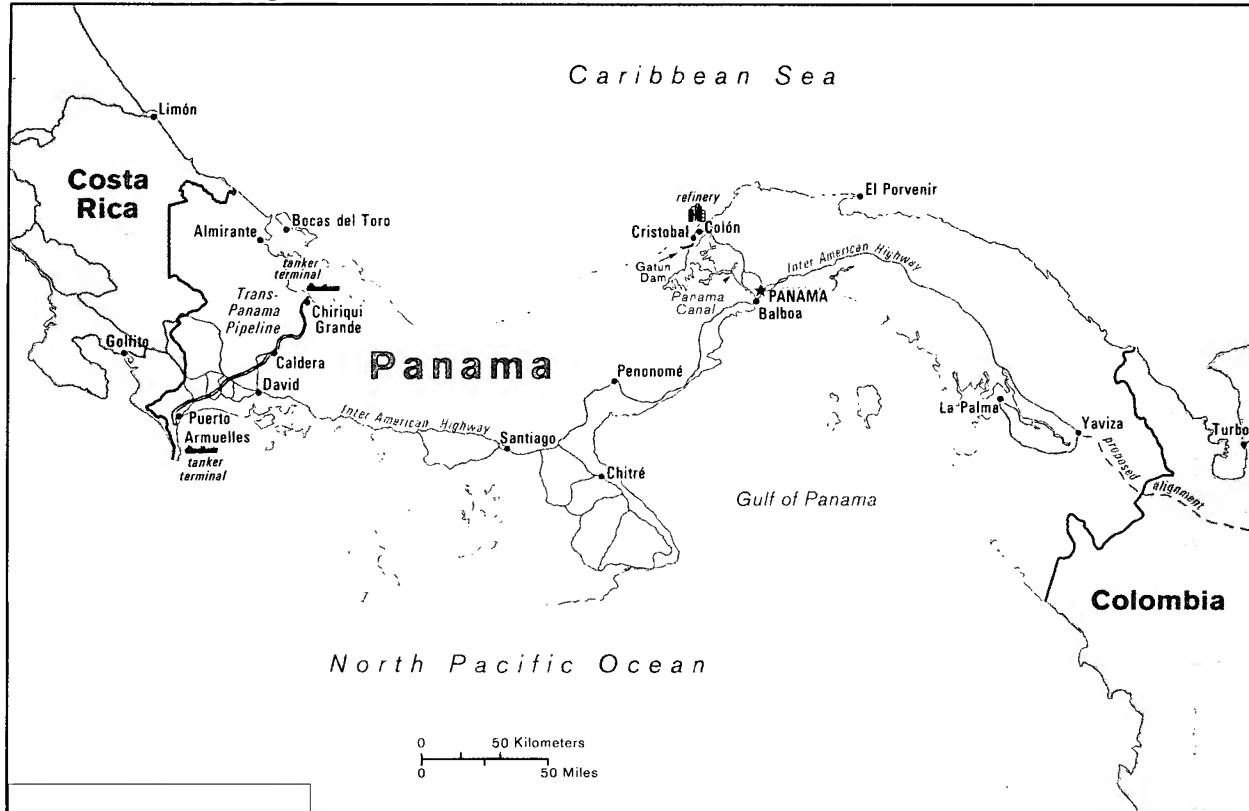 Caribbean Sea
Limón
Costa
Rica
Almirante
Bocas del Toro
tanker
terminal
Trans-
Panama
Pipeline
Chiriqui
Grande
Golfito
Caldera
David
Puerto
Armuelles
tanker
terminal
Panama
Inter American Highway
Santiago
Penonomé
Chitré
refinery
Cristobal
Colón
Gatun
Dam
Panama
Canal
PANAMA
Balboa
El Porvenir
Inter American Highway
La Palma
Yaviza
Turbo
proposed
alignment
Gulf of Panama
Colombia
North Pacific Ocean
0 50 Kilometers
0 50 Miles